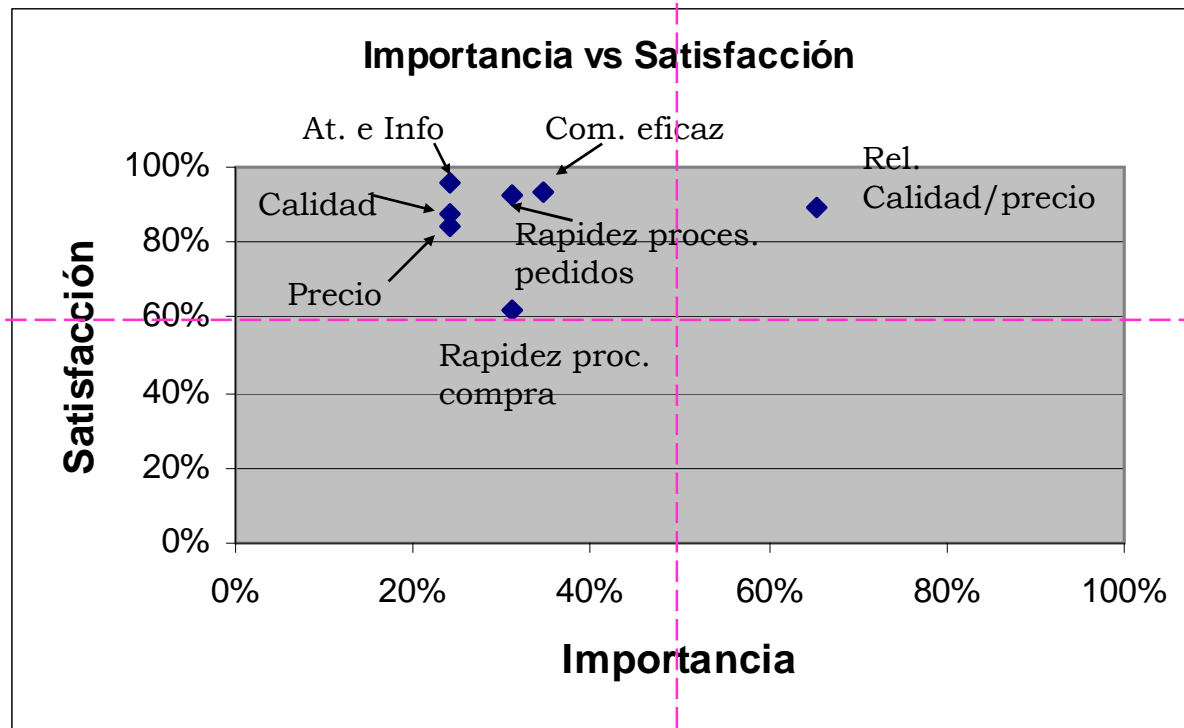 Importancia vs Satisfacción
At. e Info
Com. eficaz
Rel.
Calidad/precio
Calidad
Rapidez proces.
pedidos
Precio
Rapidez proc.
compra
Satisfacción
100%
80%
60%
40%
20%
0%
0%
20%
40%
60%
80%
100%
Importancia